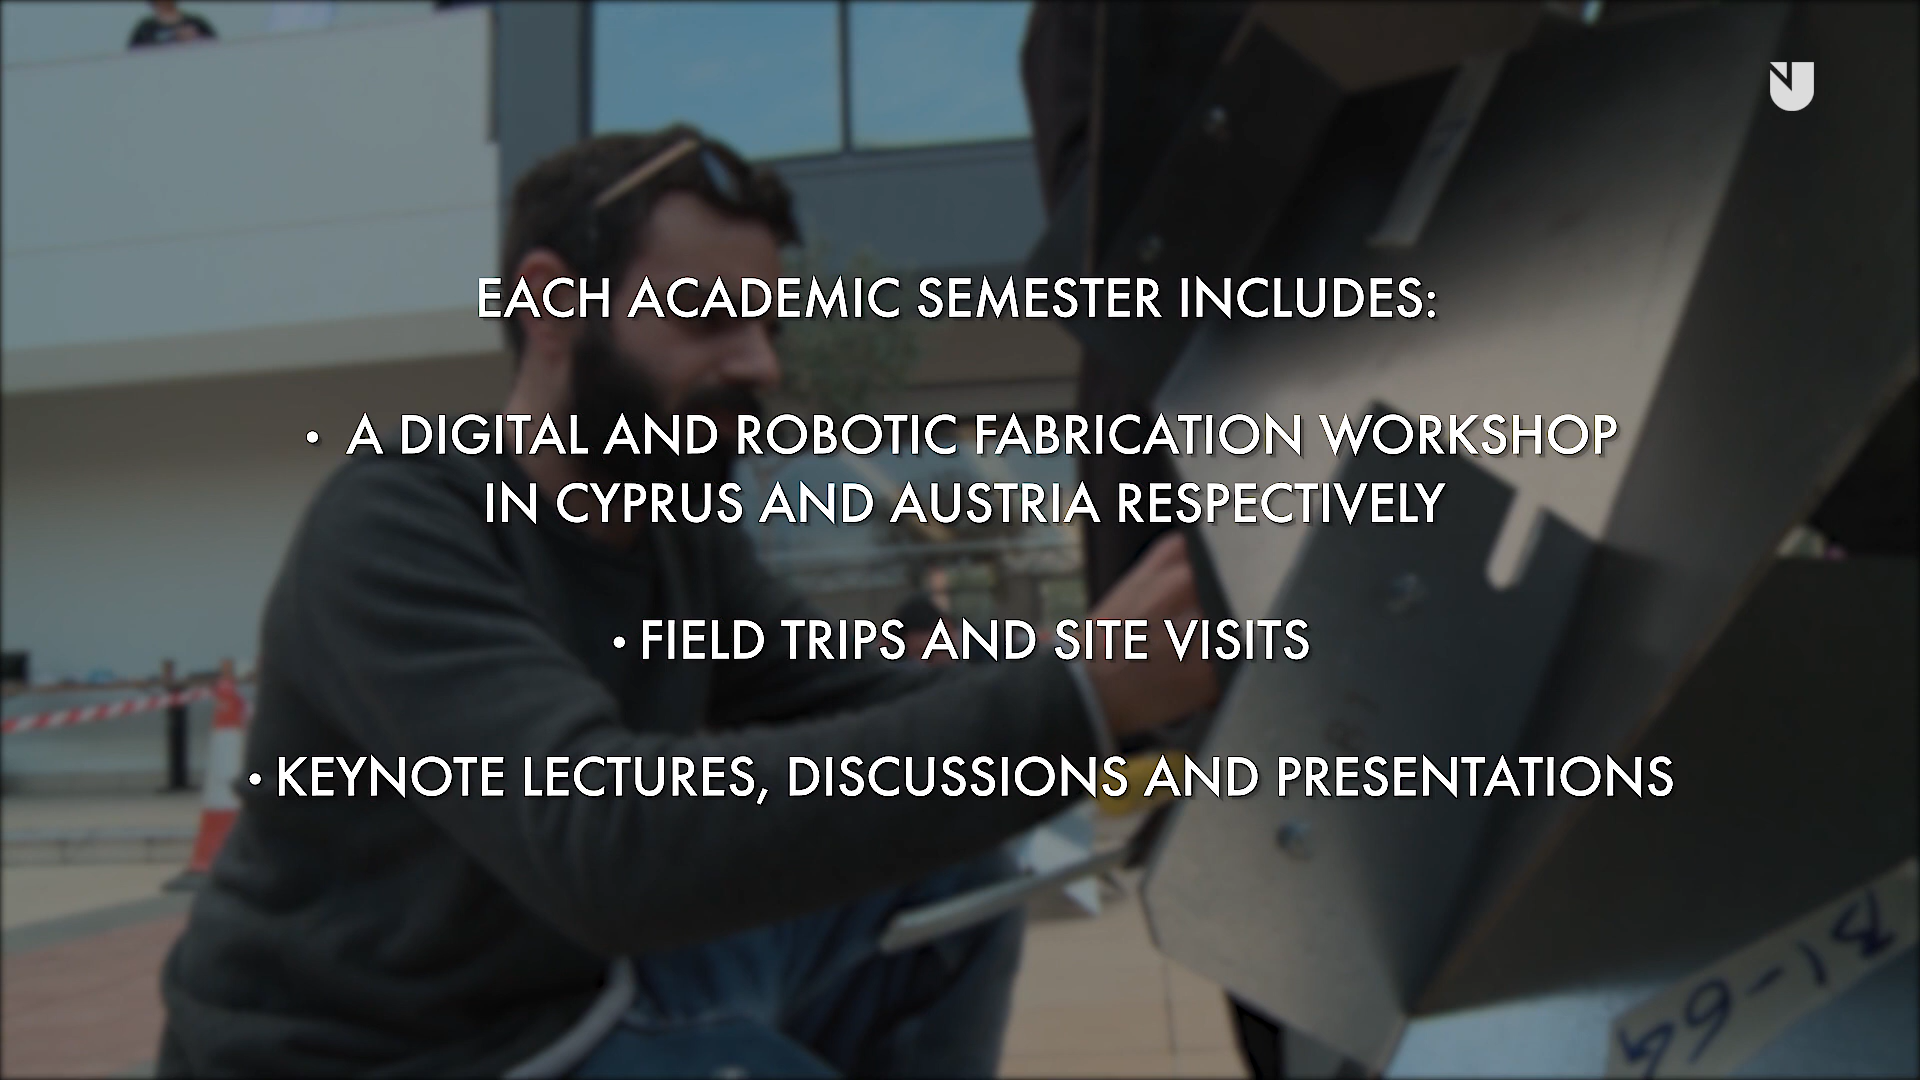 EACH ACADEMIC SEMESTER INCLUDES:
• A DIGITAL AND ROBOTIC FABRICATION WORKSHOP
IN CYPRUS AND AUSTRIA RESPECTIVELY
• FIELD TRIPS AND SITE VISITS
• KEYNOTE LECTURES, DISCUSSIONS AND PRESENTATIONS